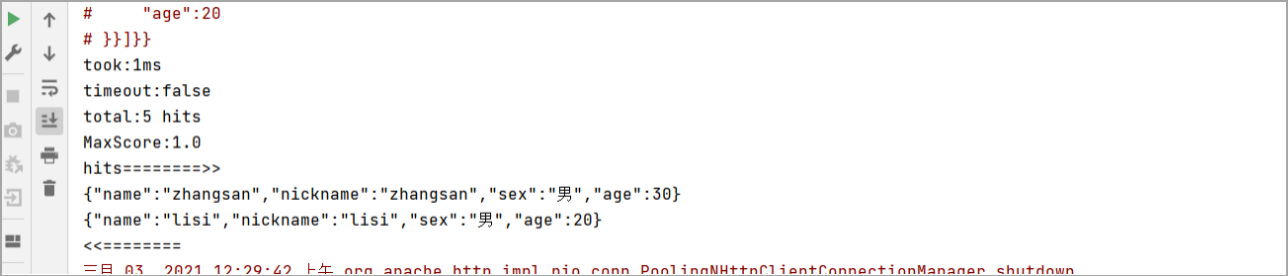 #     "age":20
# }}]}}
took:1ms
timeout:false
total:5 hits
MaxScore:1.0
hits========>>
{"name":"zhangsan","nickname":"zhangsan","sex":"男","age":30}
{"name":"lisi","nickname":"lisi","sex":"男","age":20}
<<========
三月 03, 2021 12:29:42 上午 org.apache.http.impl.nio.conn.PoolingNHttpClientConnectionManager shutdown